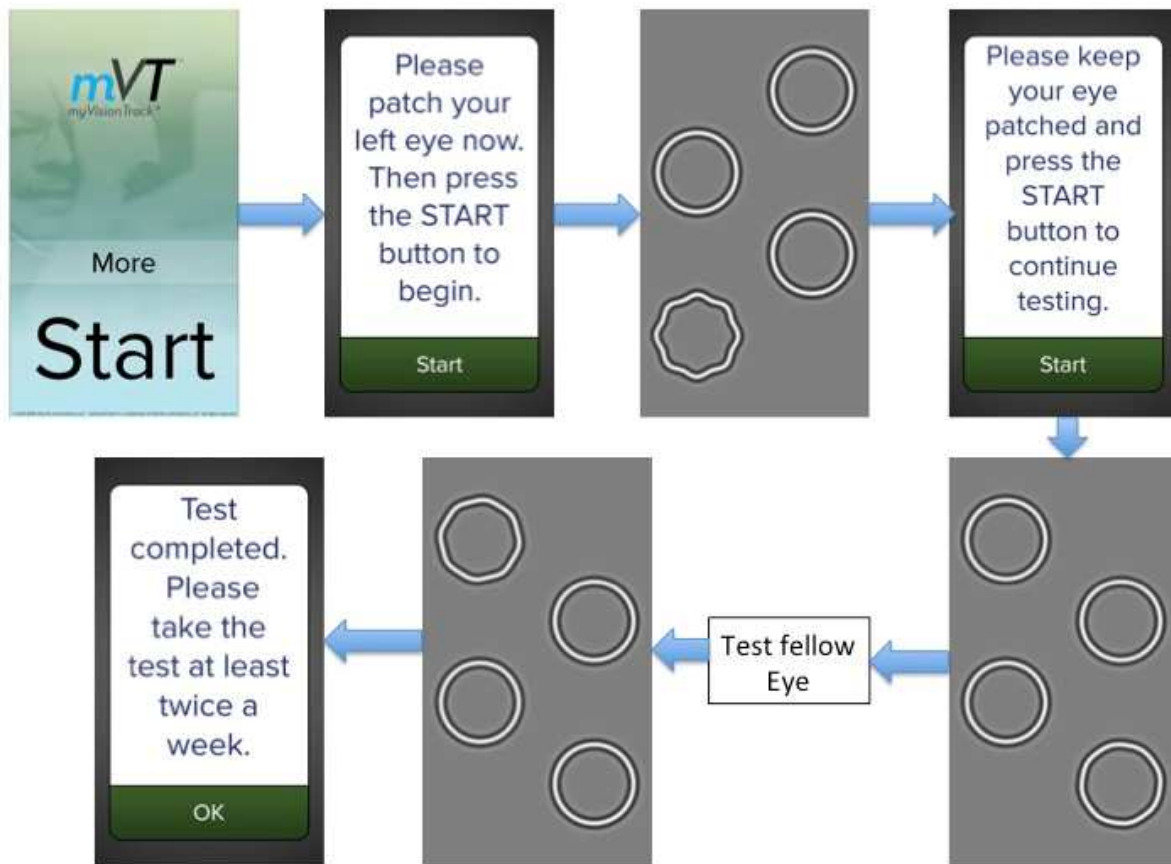 mVT
myVisionTrack®
More
Start
Please
patch your
left eye now.
Then press
the START
button to
begin.
Start
Please keep
your eye
patched and
press the
START
button to
continue
testing.
Start
Test fellow
Eye
Test
completed.
Please
take the
test at least
twice a
week.
OK